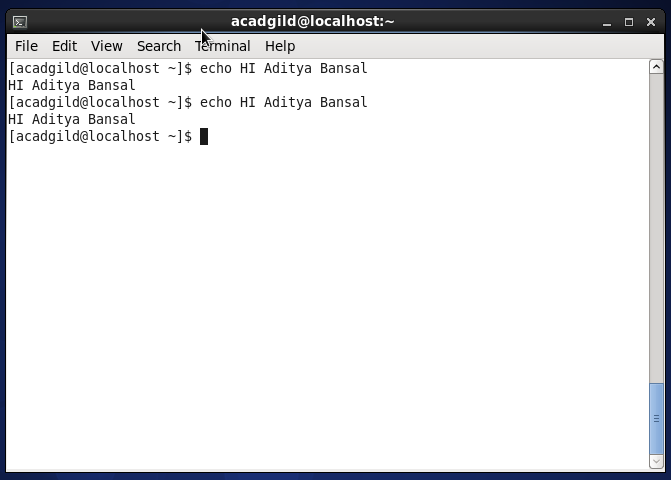 acadgild@localhost:~
File Edit View Search Terminal Help
[acadgild@localhost ~]$ echo HI Aditya Bansal
HI Aditya Bansal
[acadgild@localhost ~]$ echo HI Aditya Bansal
HI Aditya Bansal
[acadgild@localhost ~]$